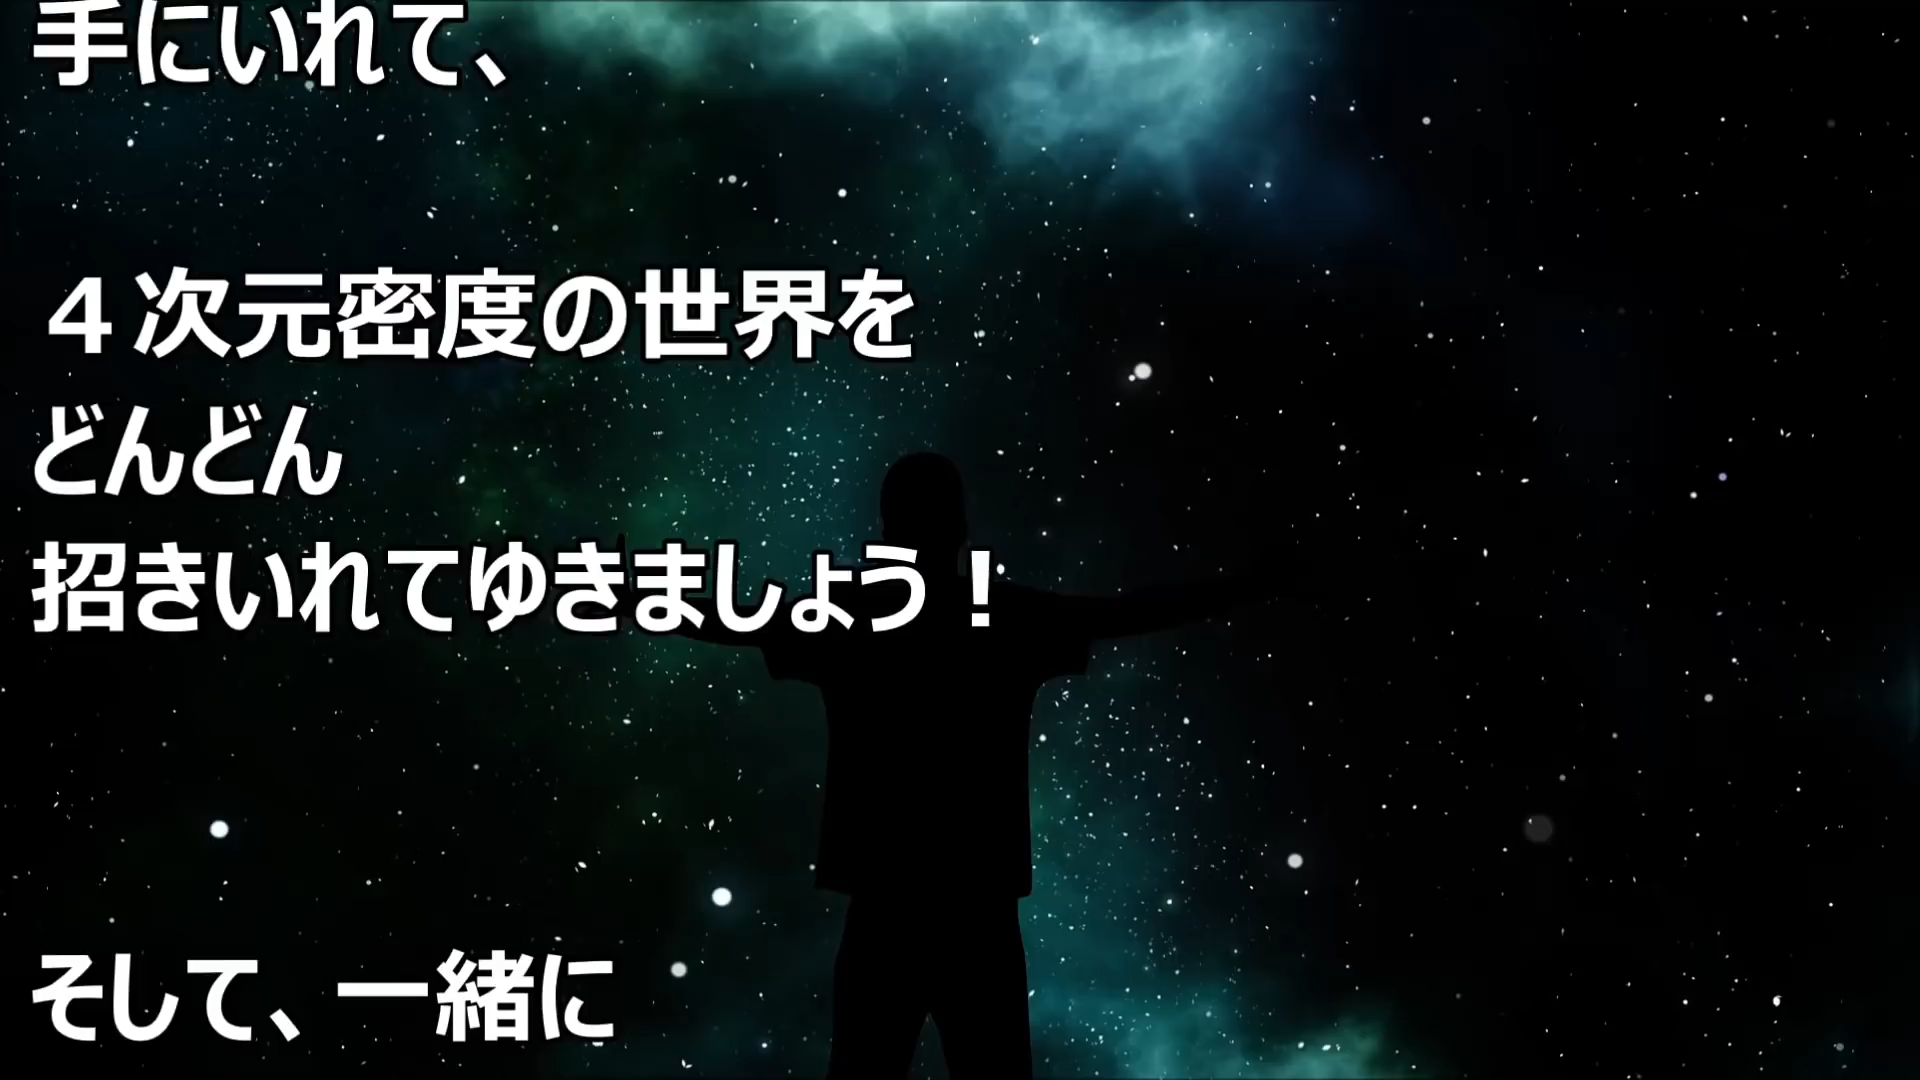 手にいれて、
４次元密度の世界を
どんどん
招きいれてゆきましょう！
そして、一緒に